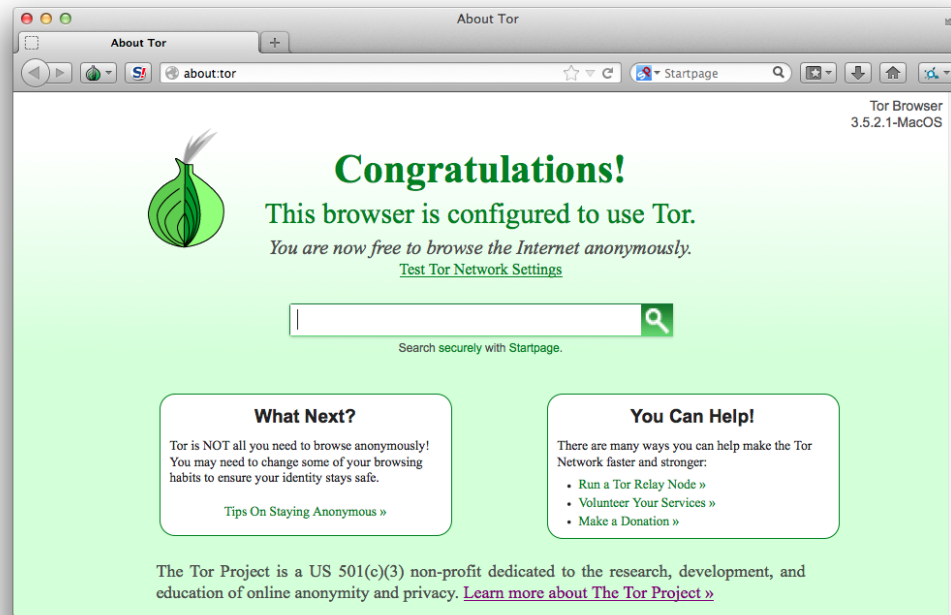 About Tor
About Tor
about:tor
Startpage
Tor Browser
3.5.2.1-MacOS
Congratulations!
This browser is configured to use Tor.
You are now free to browse the Internet anonymously.
Test Tor Network Settings
Search securely with Startpage.
What Next?
Tor is NOT all you need to browse anonymously!
You may need to change some of your browsing
habits to ensure your identity stays safe.
Tips On Staying Anonymous »
You Can Help!
There are many ways you can help make the Tor
Network faster and stronger:
• Run a Tor Relay Node »
• Volunteer Your Services »
• Make a Donation »
The Tor Project is a US 501(c)(3) non-profit dedicated to the research, development, and
education of online anonymity and privacy. Learn more about The Tor Project »